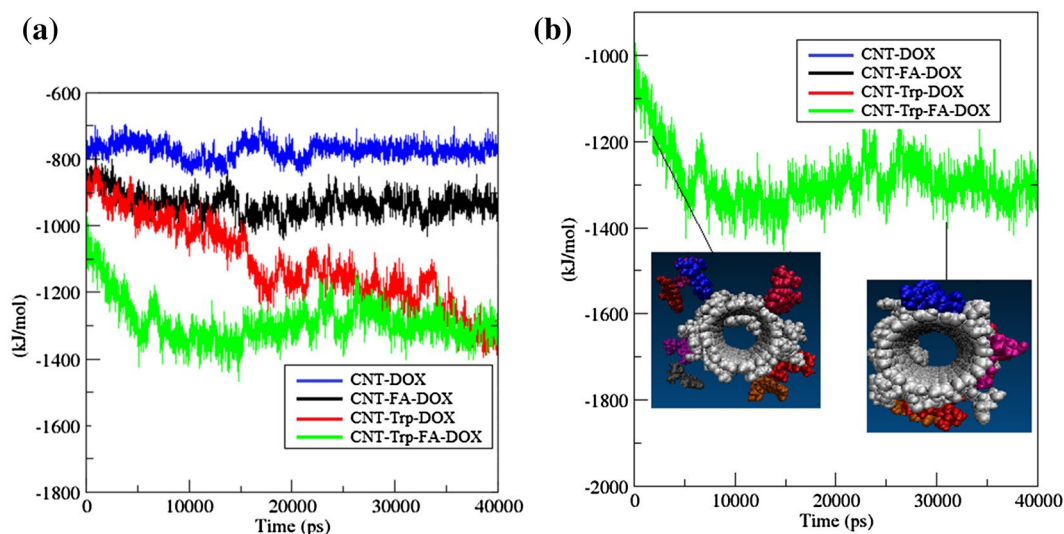 (a)
-600
-800
-1000
-1200
-1400
-1600
-1800
(kJ/mol)
CNT-DOX
CNT-FA-DOX
CNT-Trp-DOX
CNT-Trp-FA-DOX
0
10000
20000
30000
40000
Time (ps)
(b)
-1000
-1200
-1400
-1600
-1800
-2000
(kJ/mol)
CNT-DOX
CNT-FA-DOX
CNT-Trp-DOX
CNT-Trp-FA-DOX
0
10000
20000
30000
40000
Time (ps)